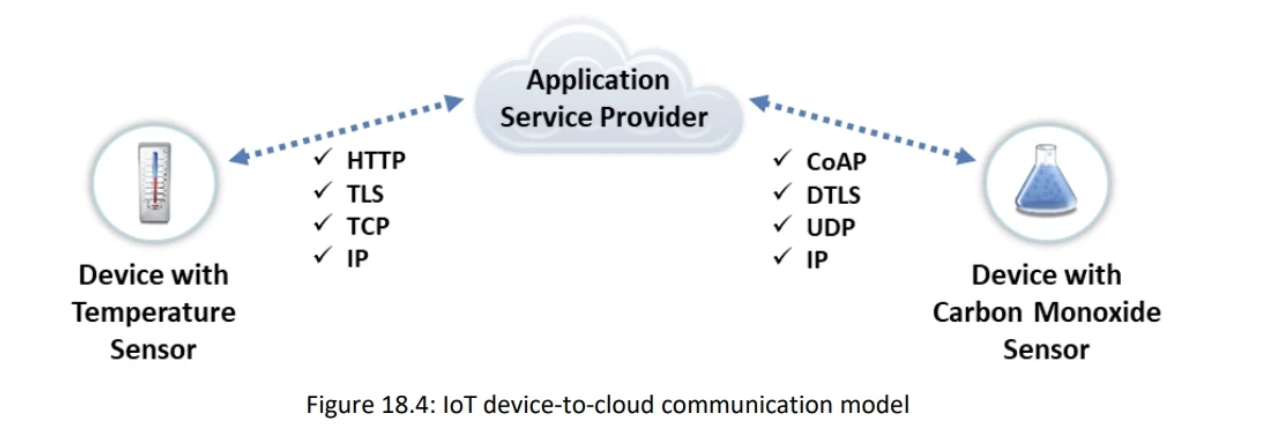 Application
Service Provider
✓ HTTP
✓ TLS
✓ TCP
✓ IP
✓ CoAP
✓ DTLS
✓ UDP
✓ IP
Device with
Temperature
Sensor
Device with
Carbon Monoxide
Sensor
Figure 18.4: IoT device-to-cloud communication model